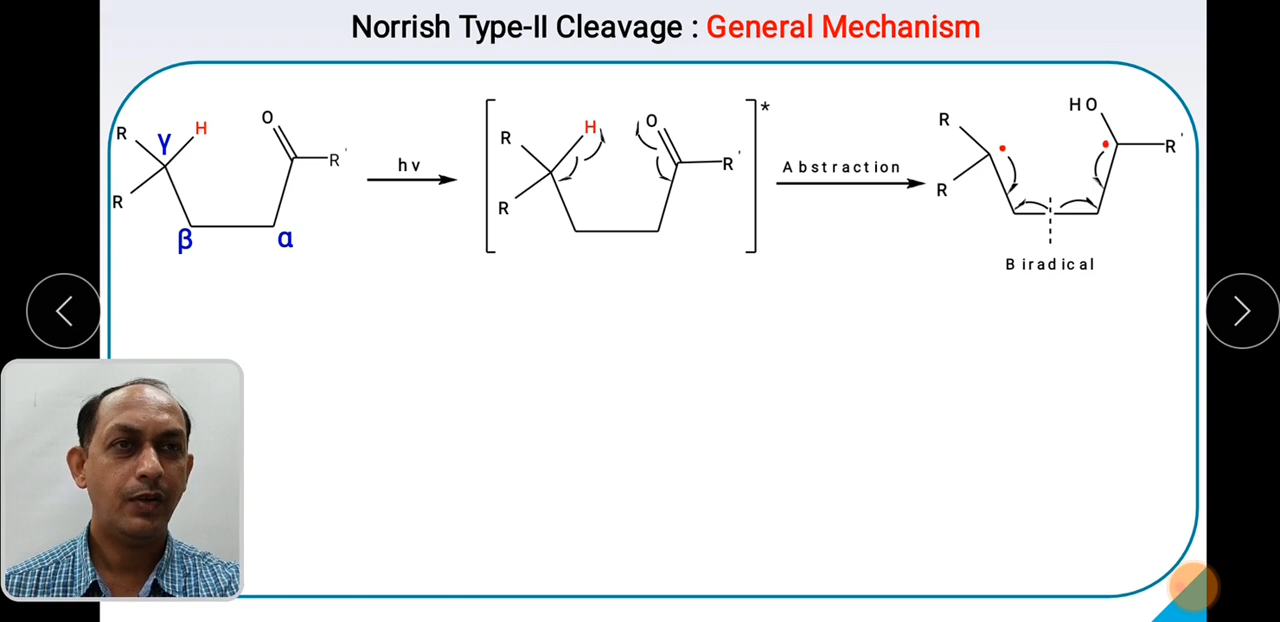 Norrish Type-II Cleavage : General Mechanism
R γ H O R'
R
β α
hν
R H O R' *
R
Abstraction
HO
R R'
R
Biradical